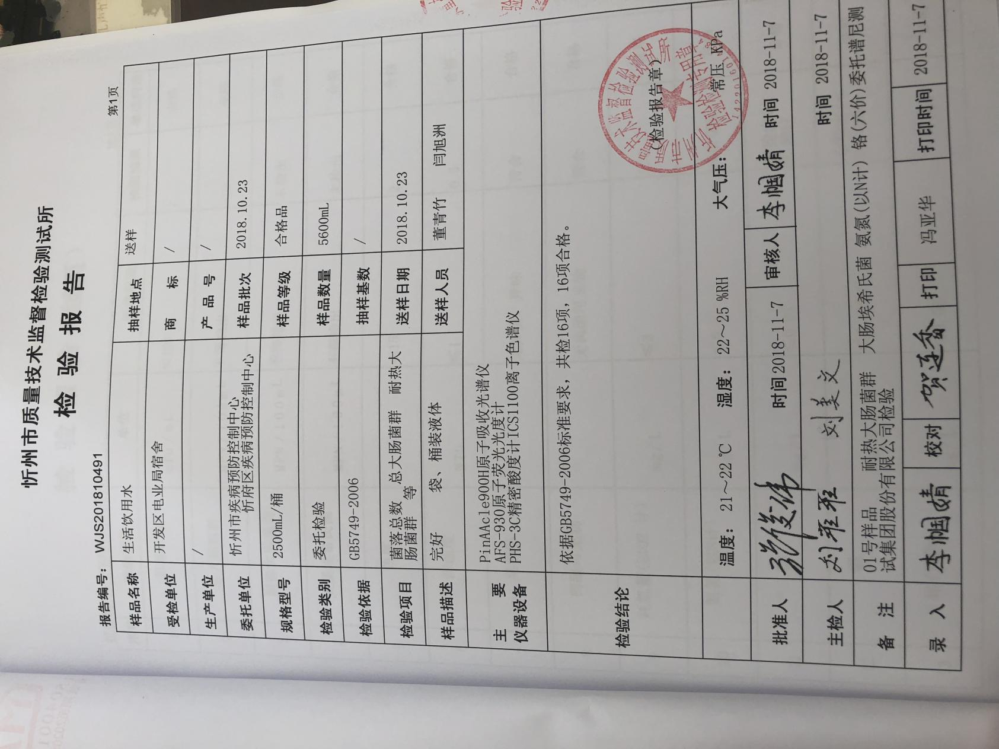 忻州市质量技术监督检验测试所
检 验 报 告
报告编号： WJS201810491
第1页
样品名称 生活饮用水 抽样地点 送样
受检单位 开发区电业局宿舍 商 标 /
生产单位 / 产 品 号 /
委托单位 忻州市疾病预防控制中心 样品批次 2018.10.23
忻府区疾病预防控制中心
规格型号 2500mL/桶 样品等级 合格品
检验类别 委托检验 样品数量 5600mL
检验依据 GB5749-2006 抽样基数 /
检验项目 菌落总数 总大肠菌群 耐热大 送样日期 2018.10.23
肠菌群 等
样品描述 完好 袋、桶装液体 送样人员 董青竹 闫旭洲
主 要 PinAAcle900H原子吸收光谱仪
AFS-930原子荧光光度计
仪器设备 PHS-3C精密酸度计ICS1100离子色谱仪
检验结论 依据GB5749-2006标准要求，共检16项，16项合格。
（检验报告章）
温度： 21～22 ℃ 湿度： 22～25 %RH 大气压： 常压 KPa
批准人 时间2018-11-7 审核人 李帼婧 时间 2018-11-7
主检人 刘美文 时间 2018-11-7
备 注 01号样品 耐热大肠菌群 大肠埃希氏菌 氨氮(以N计) 铬(六价)委托谱尼测
试集团股份有限公司检验
录 入 李帼婧 校对 贺连香 打印 冯亚华 打印时间 2018-11-7